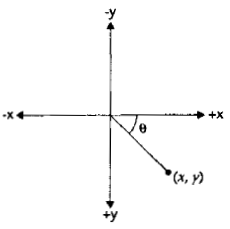 -y
-x
+x
θ
(x, y)
+y